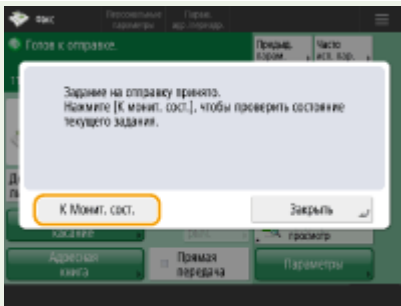 Факс
Персональные Парам.
параметры адр./периадр.
Готов к отправке.
Предыд. Часто
парам. исп. пар.
Задание на отправку принято.
Нажмите [К монит. сост.], чтобы проверить состояние
текущего задания.
К Монит. сост.
Закрыть
касание
просмотр
Адресная Прямая Параметры
книга передача